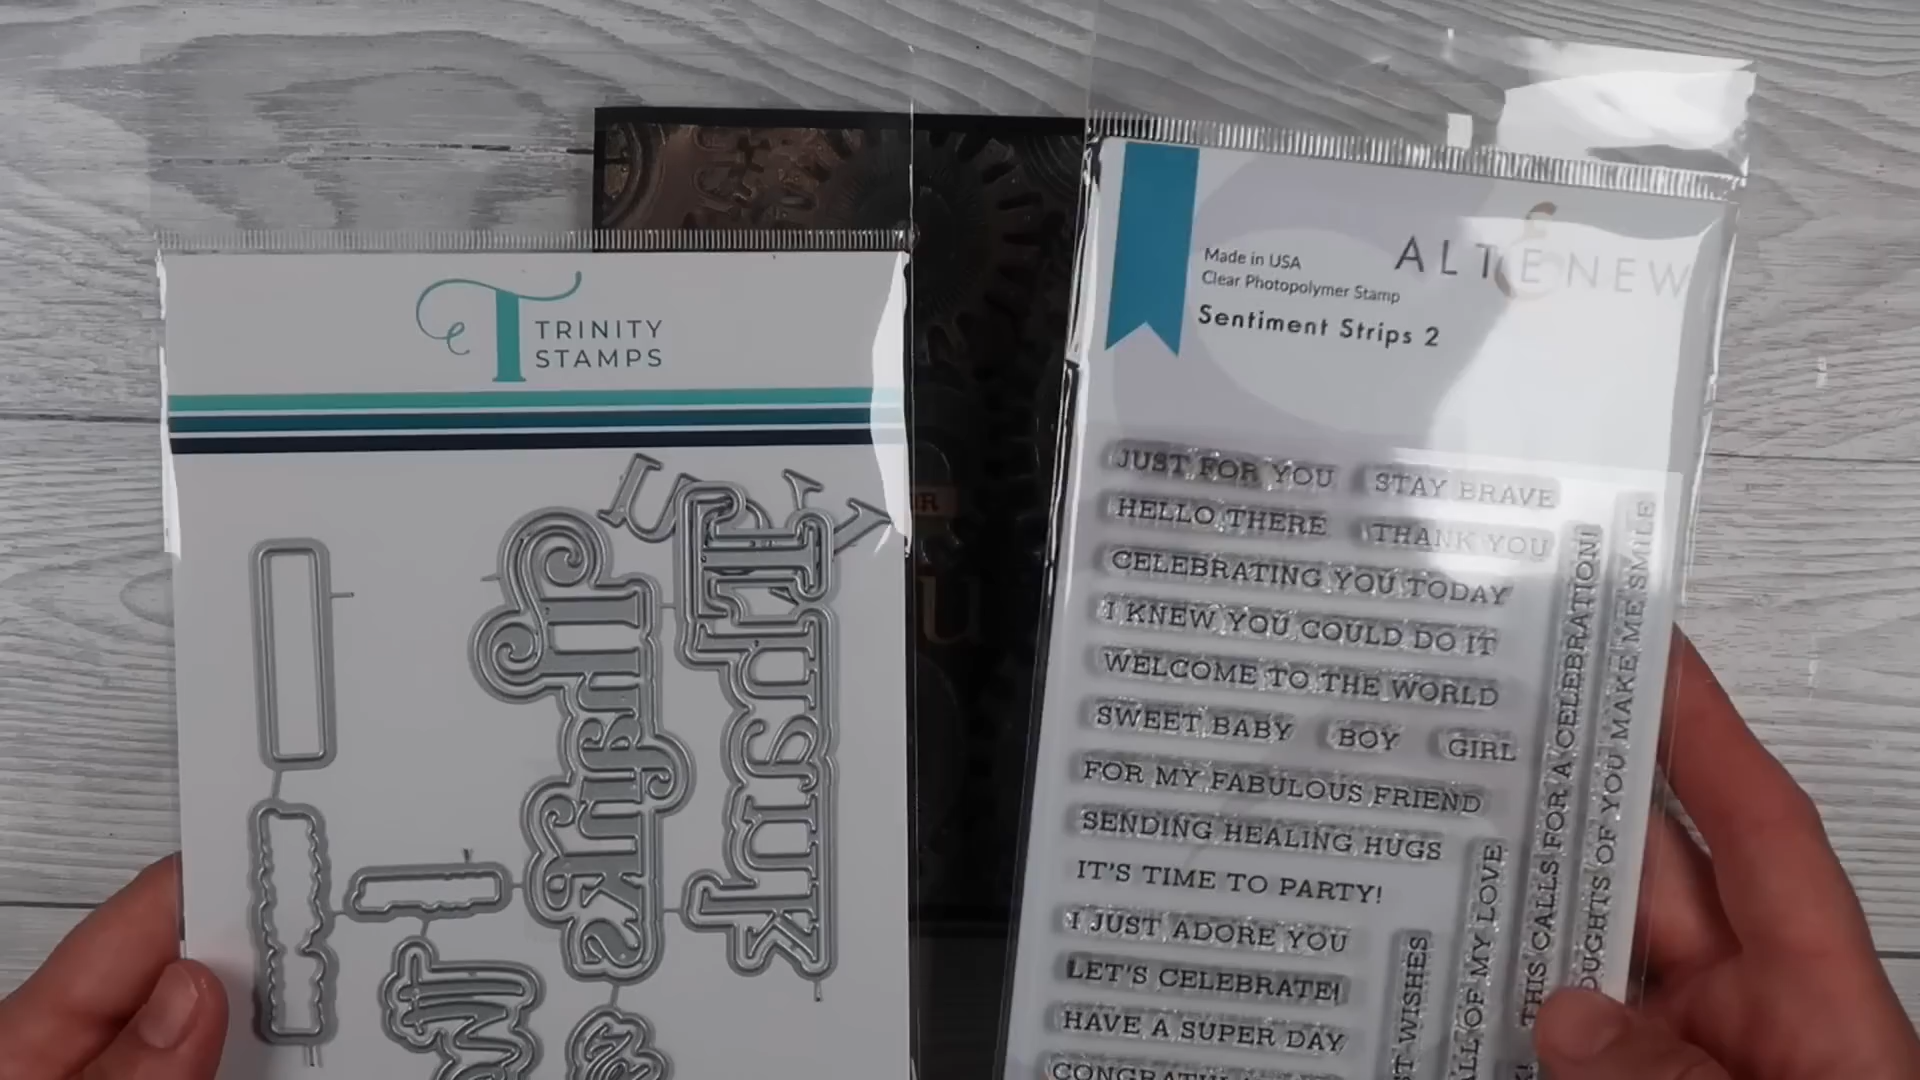 TRINITY
STAMPS
Made in USA
Clear Photopolymer Stamp
Sentiment Strips 2
ALTENEW
JUST FOR YOU
STAY BRAVE
HELLO THERE
THANK YOU
CELEBRATING YOU TODAY
I KNEW YOU COULD DO IT
WELCOME TO THE WORLD
SWEET BABY
BOY
GIRL
FOR MY FABULOUS FRIEND
SENDING HEALING HUGS
IT'S TIME TO PARTY!
I JUST ADORE YOU
LET'S CELEBRATE!
HAVE A SUPER DAY
WISHES
ALL OF MY LOVE
THIS CALLS FOR A CELEBRATION!
OF YOU MAKE ME SMILE